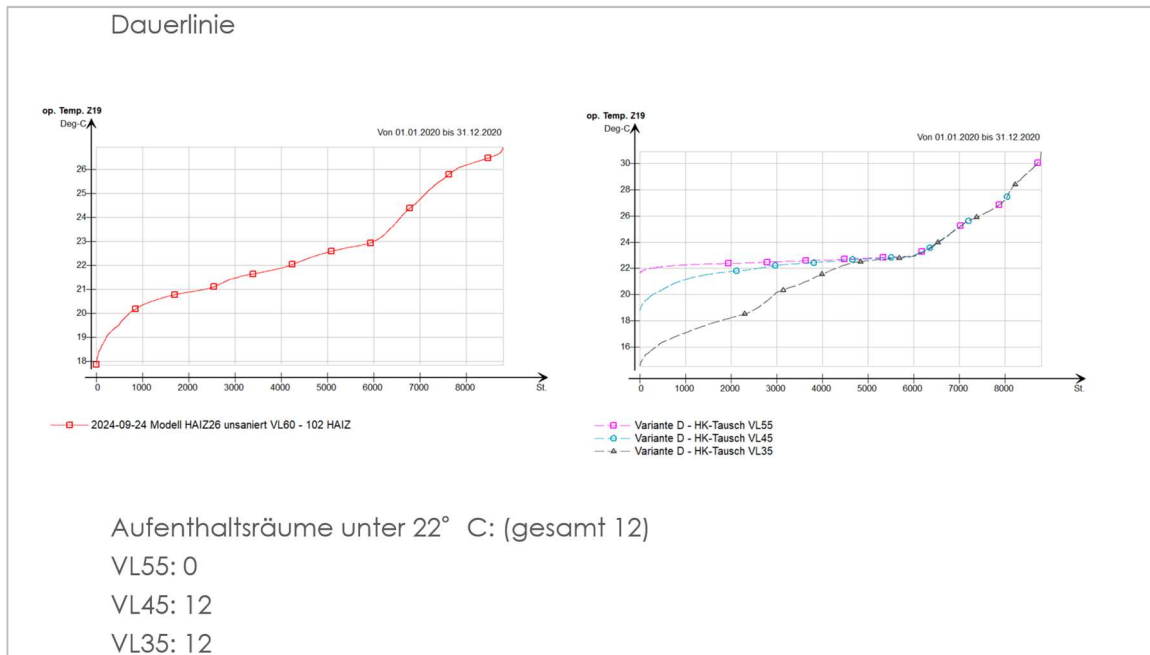 Dauerlinie
op. Temp. Z19
Deg-C
Von 01.01.2020 bis 31.12.2020
26
25
24
23
22
21
20
19
18
0 1000 2000 3000 4000 5000 6000 7000 8000 St.
2024-09-24 Modell HAIZ26 unsaniert VL60 - 102 HAIZ
op. Temp. Z19
Deg-C
Von 01.01.2020 bis 31.12.2020
30
28
26
24
22
20
18
16
0 1000 2000 3000 4000 5000 6000 7000 8000 St.
Variante D - HK-Tausch VL55
Variante D - HK-Tausch VL45
Variante D - HK-Tausch VL35
Aufenthaltsräume unter 22° C: (gesamt 12)
VL55: 0
VL45: 12
VL35: 12